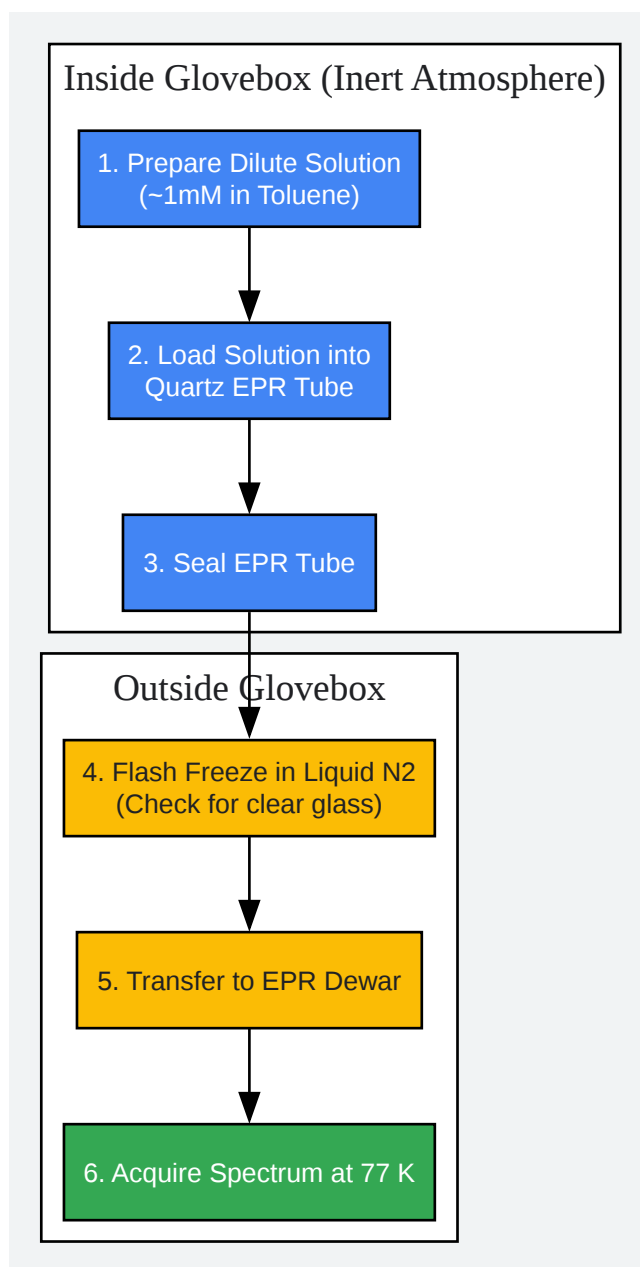 Inside Glovebox (Inert Atmosphere)
1. Prepare Dilute Solution
(~1mM in Toluene)
2. Load Solution into
Quartz EPR Tube
3. Seal EPR Tube
Outside Glovebox
4. Flash Freeze in Liquid N2
(Check for clear glass)
5. Transfer to EPR Dewar
6. Acquire Spectrum at 77 K